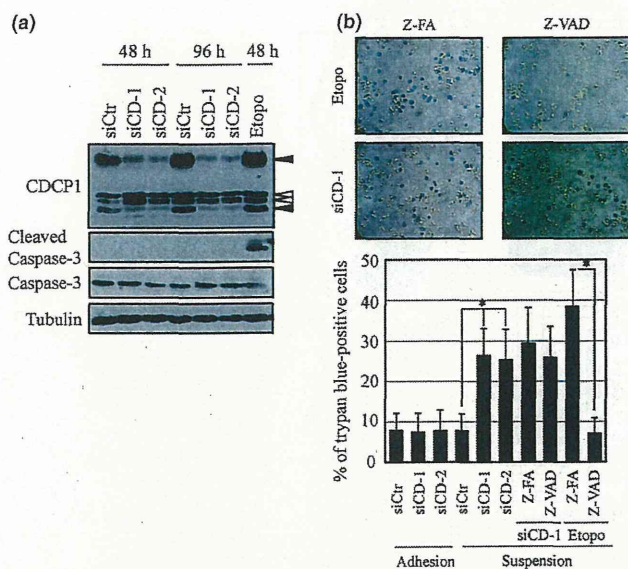 (a)
48 h 96 h 48 h
siCtr siCD-1 siCD-2 siCtr siCD-1 siCD-2 Etopo
CDCP1
Cleaved
Caspase-3
Caspase-3
Tubulin
(b)
Z-FA Z-VAD
Etopo
siCD-1
% of trypan blue-positive cells
50
40
30
20
10
0
*
*
siCtr siCD-1 siCD-2 siCtr siCD-1 siCD-2 Z-FA Z-VAD Z-FA Z-VAD
siCD-1 Etopo
Adhesion Suspension